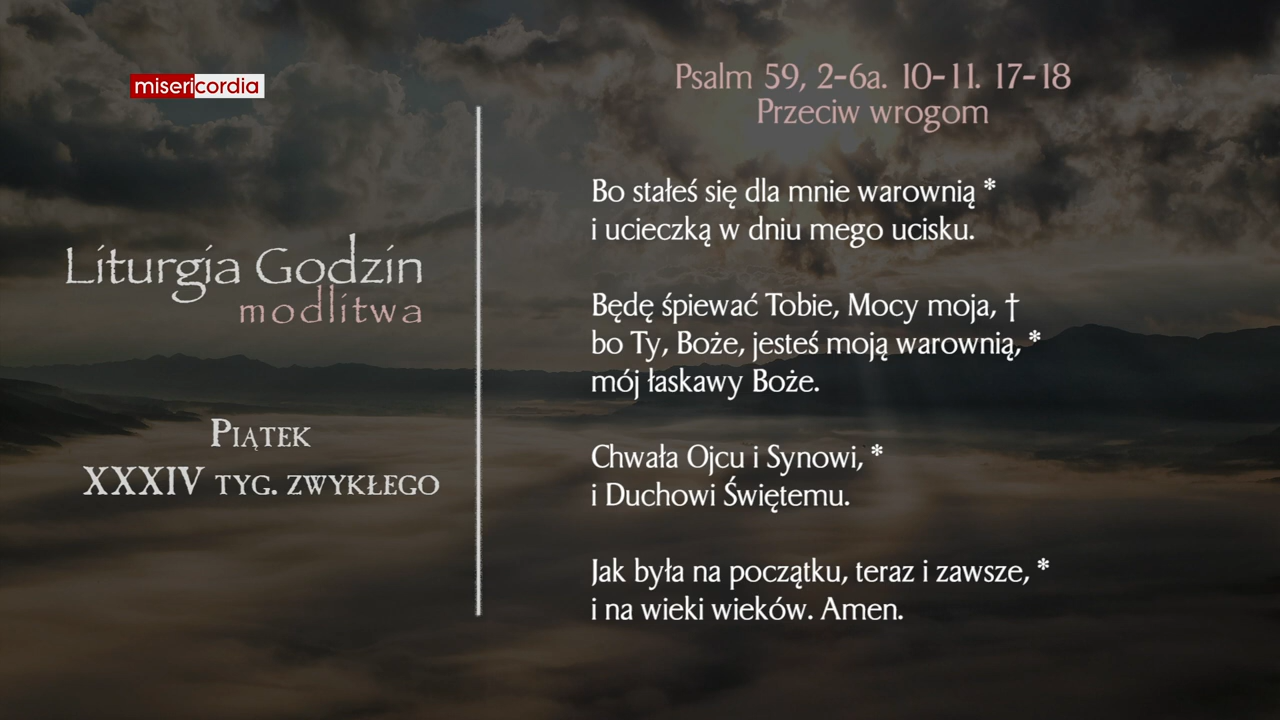 misericordia
Liturgia Godzin
modlitwa
Piątek
XXXIV tyg. zwykłego
Psalm 59, 2-6a. 10-11. 17-18
Przeciw wrogom
Bo stałeś się dla mnie warownią *
i ucieczką w dniu mego ucisku.
Będę śpiewać Tobie, Mocy moja, †
bo Ty, Boże, jesteś moją warownią, *
mój łaskawy Boże.
Chwała Ojcu i Synowi, *
i Duchowi Świętemu.
Jak była na początku, teraz i zawsze, *
i na wieki wieków. Amen.